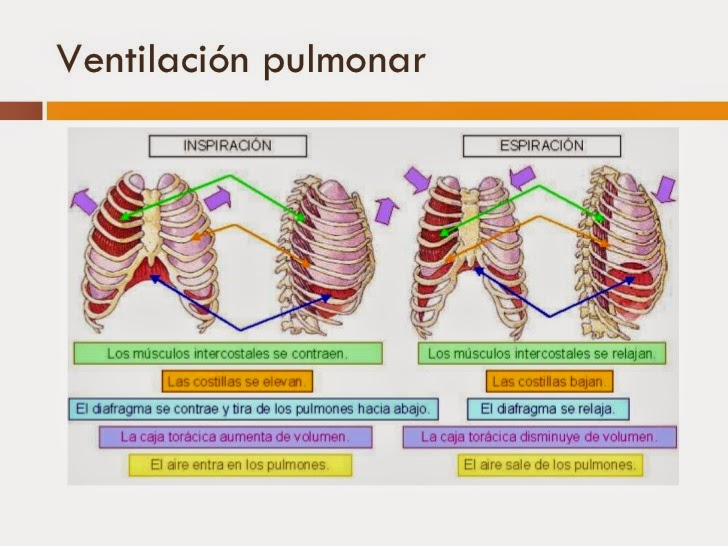 Ventilación pulmonar
INSPIRACIÓN
Los músculos intercostales se contraen.
Las costillas se elevan.
El diafragma se contrae y tira de los pulmones hacia abajo.
La caja torácica aumenta de volumen.
El aire entra en los pulmones.
ESPIRACIÓN
Los músculos intercostales se relajan.
Las costillas bajan.
El diafragma se relaja.
La caja torácica disminuye de volumen.
El aire sale de los pulmones.